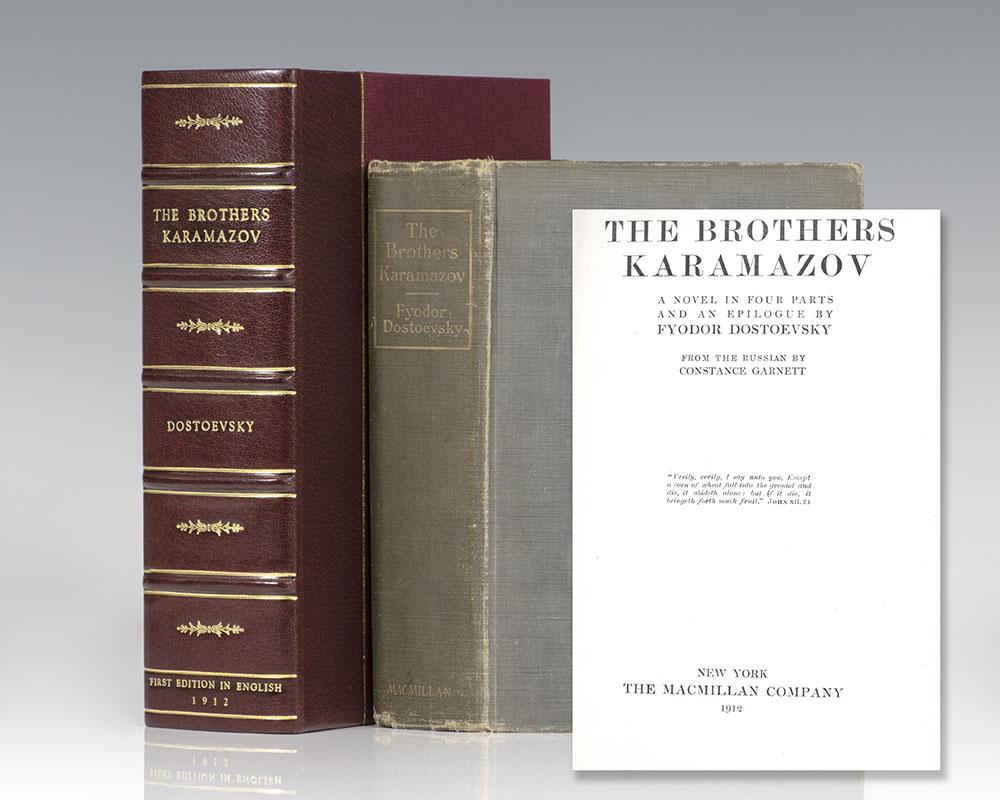 THE BROTHERS
KARAMAZOV
DOSTOEVSKY
FIRST EDITION IN ENGLISH
1912
The
Brothers
Karamazov
Fyodor
Dostoevsky
MACMILLAN
THE BROTHERS
KARAMAZOV
A NOVEL IN FOUR PARTS
AND AN EPILOGUE BY
FYODOR DOSTOEVSKY
FROM THE RUSSIAN BY
CONSTANCE GARNETT
"Verily, verily, I say unto you, Except
a corn of wheat fall into the ground and
die, it abideth alone: but if it die, it
bringeth forth much fruit." JOHN xii. 24
NEW YORK
THE MACMILLAN COMPANY
1912